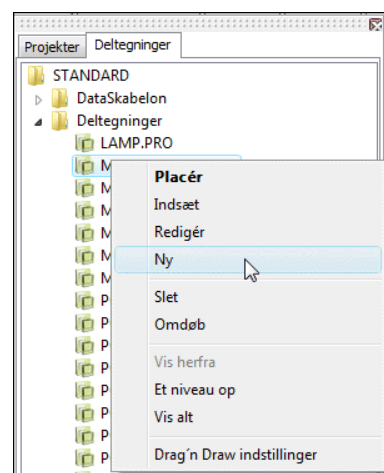 Projekter Deltegninger
STANDARD
DataSkabelon
Deltegninger
LAMP.PRO
M
Placér
M
Indsæt
M
Redigér
M
Ny
M
M
Slet
P
Omdøb
P
P
Vis herfra
P
Et niveau op
P
Vis alt
P
Drag´n Draw indstillinger
P